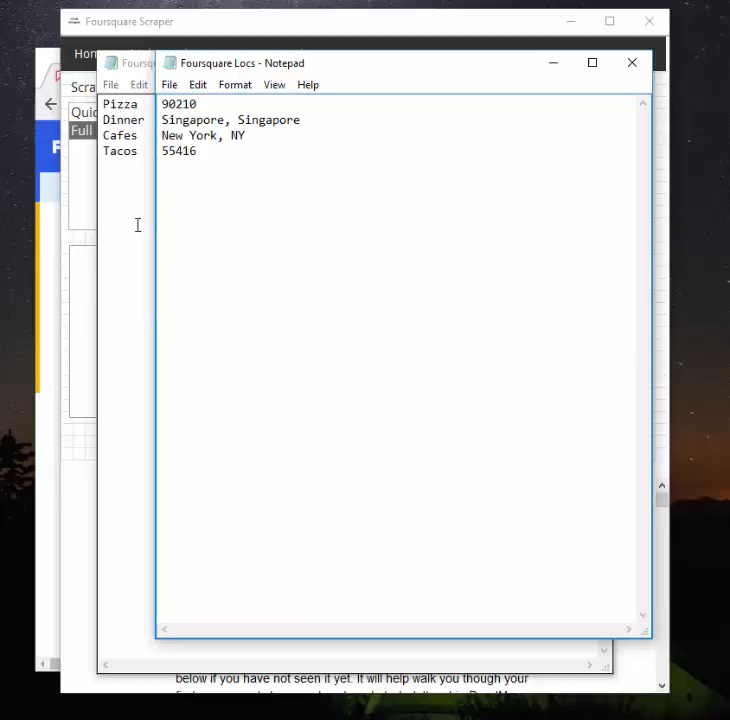 Foursquare Scraper
Hom
Foursq
Foursquare Locs - Notepad
File Edit
File Edit Format View Help
Scra
Quic
Full
Pizza
Dinner
Cafes
Tacos
90210
Singapore, Singapore
New York, NY
55416
below if you have not seen it yet. It will help walk you though your